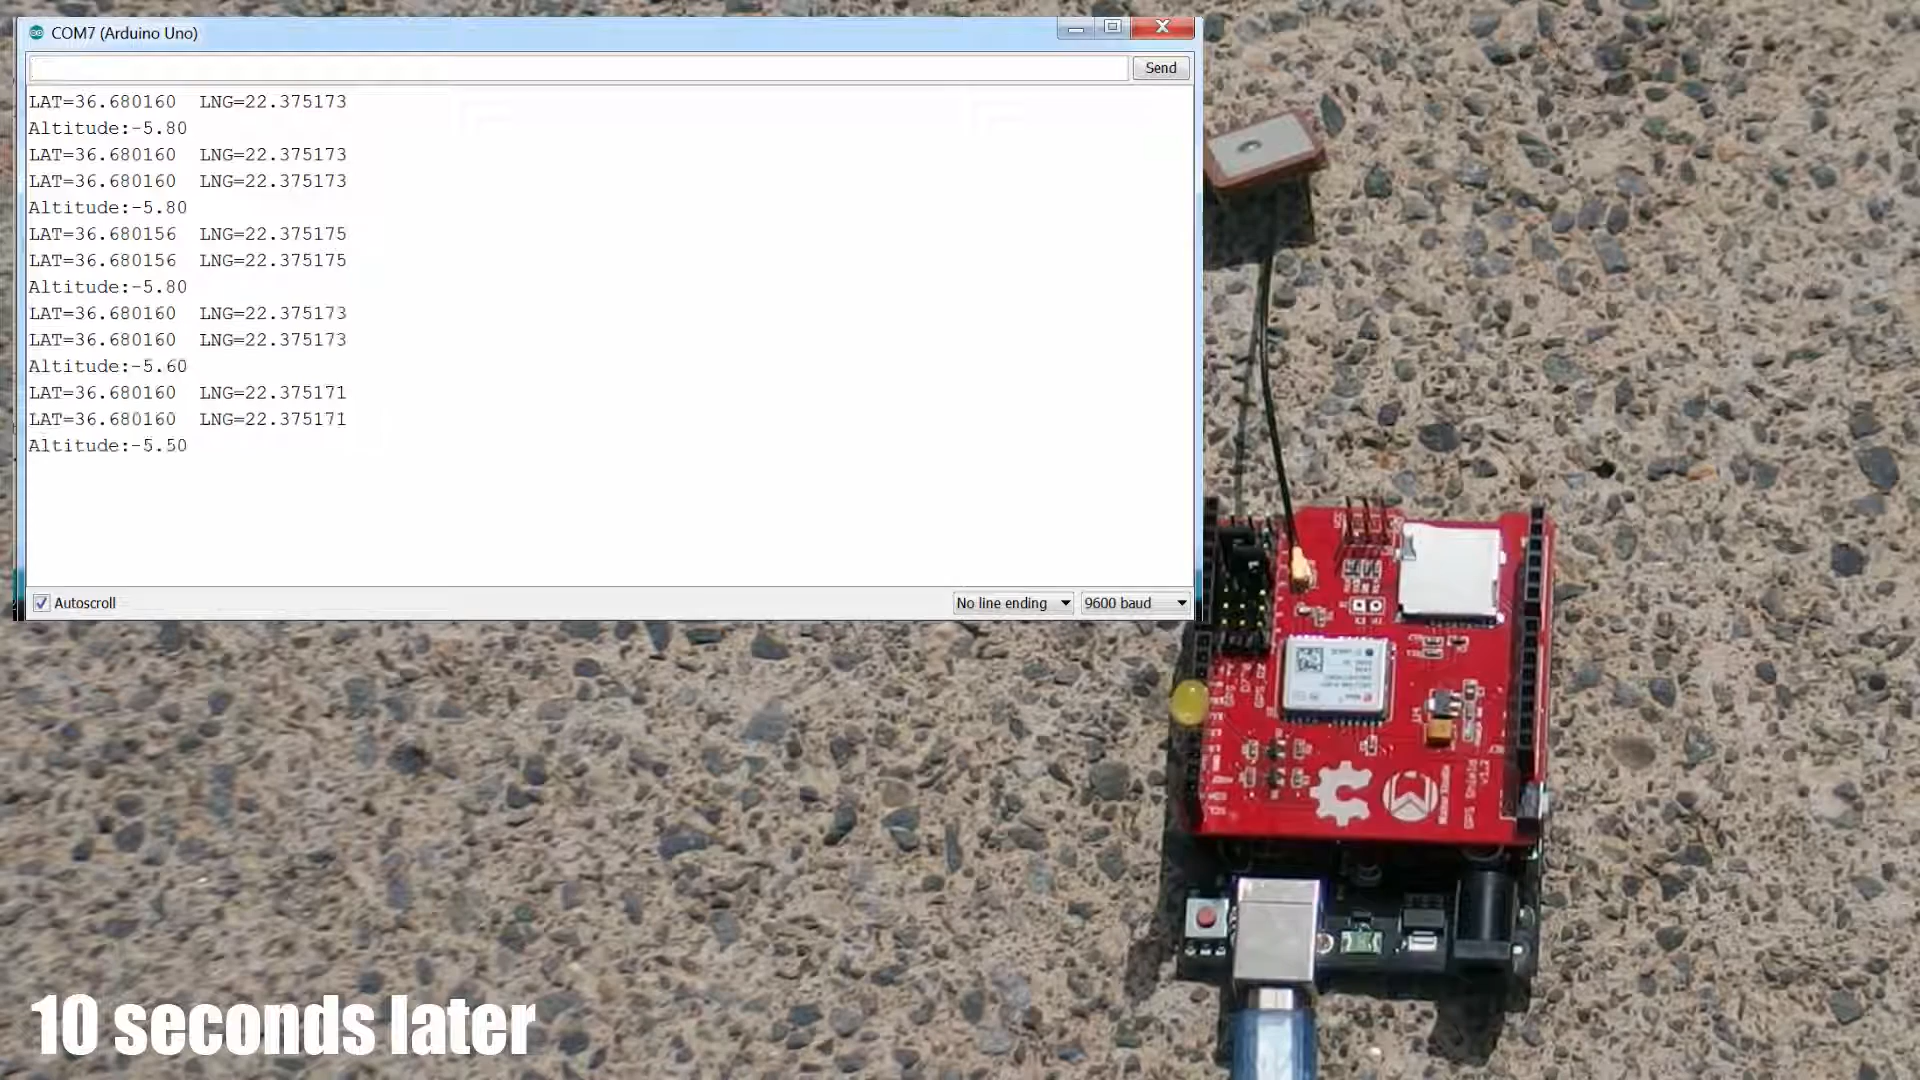 COM7 (Arduino Uno)
Send
LAT=36.680160 LNG=22.375173
Altitude:-5.80
LAT=36.680160 LNG=22.375173
LAT=36.680160 LNG=22.375173
Altitude:-5.80
LAT=36.680156 LNG=22.375175
LAT=36.680156 LNG=22.375175
Altitude:-5.80
LAT=36.680160 LNG=22.375173
LAT=36.680160 LNG=22.375173
Altitude:-5.60
LAT=36.680160 LNG=22.375171
LAT=36.680160 LNG=22.375171
Altitude:-5.50
Autoscroll
No line ending
9600 baud
GPS Shield
v1.2
10 seconds later